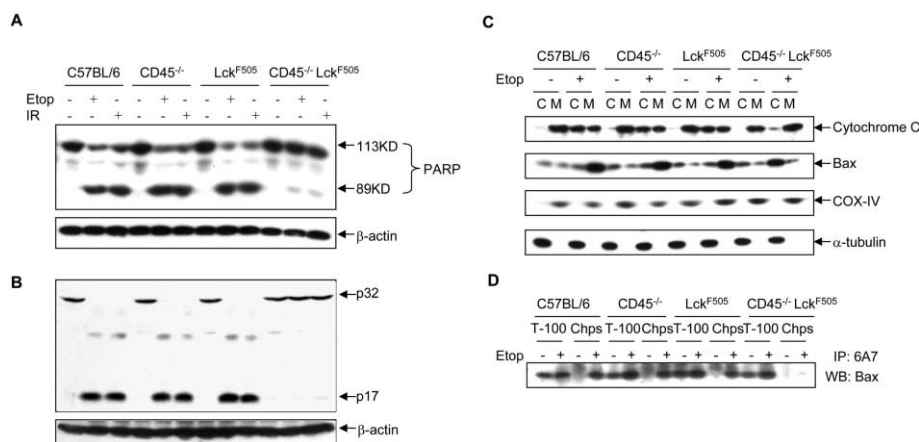 A
C57BL/6 CD45-/- LckF505 CD45-/- LckF505
Etop - + - - + - - + - - + -
IR - - + - - + - - + - - +
113KD
PARP
89KD
β-actin
B
p32
p17
β-actin
C
C57BL/6 CD45-/- LckF505 CD45-/- LckF505
Etop - + - + - + - +
C M C M C M C M C M C M C M C M
Cytochrome C
Bax
COX-IV
α-tubulin
D
C57BL/6 CD45-/- LckF505 CD45-/- LckF505
T-100 Chps T-100 Chps T-100 Chps T-100 Chps
Etop - + - + - + - + - + - + - + - + IP: 6A7
WB: Bax